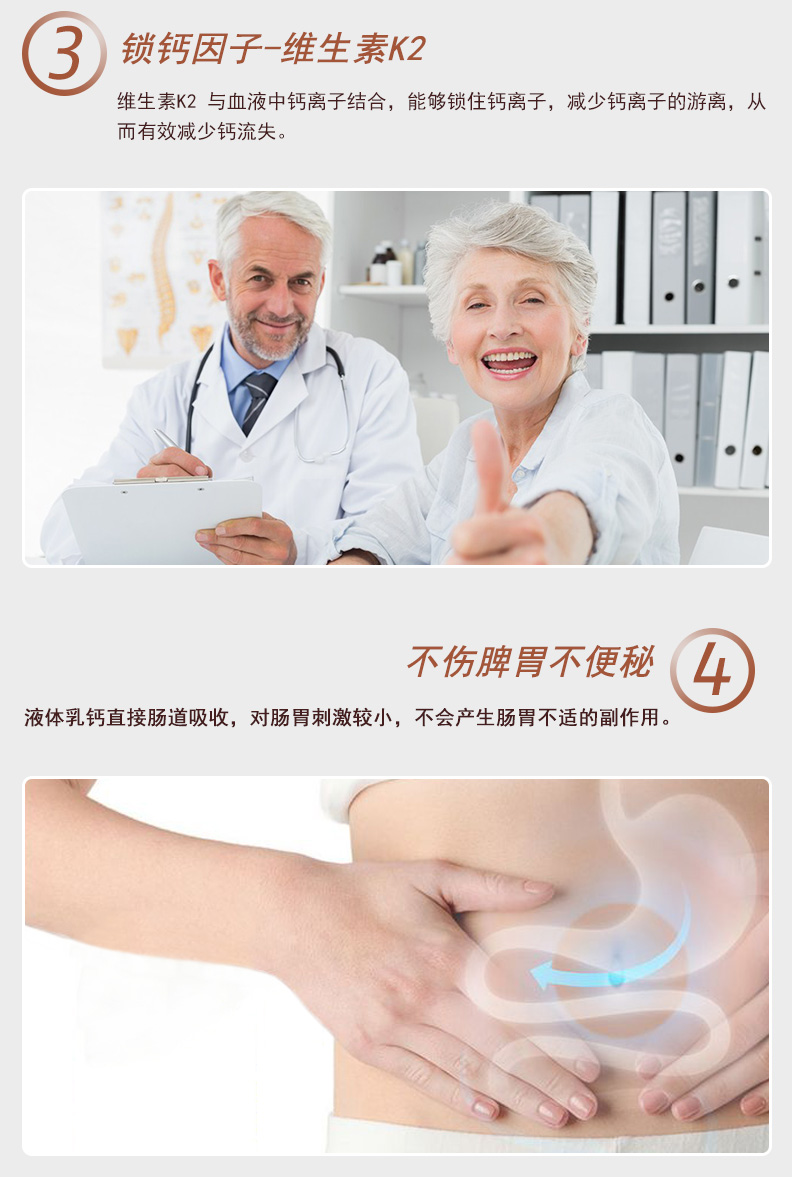 3 锁钙因子-维生素K2
维生素K2 与血液中钙离子结合，能够锁住钙离子，减少钙离子的游离，从
而有效减少钙流失。
不伤脾胃不便秘 4
液体乳钙直接肠道吸收，对肠胃刺激较小，不会产生肠胃不适的副作用。